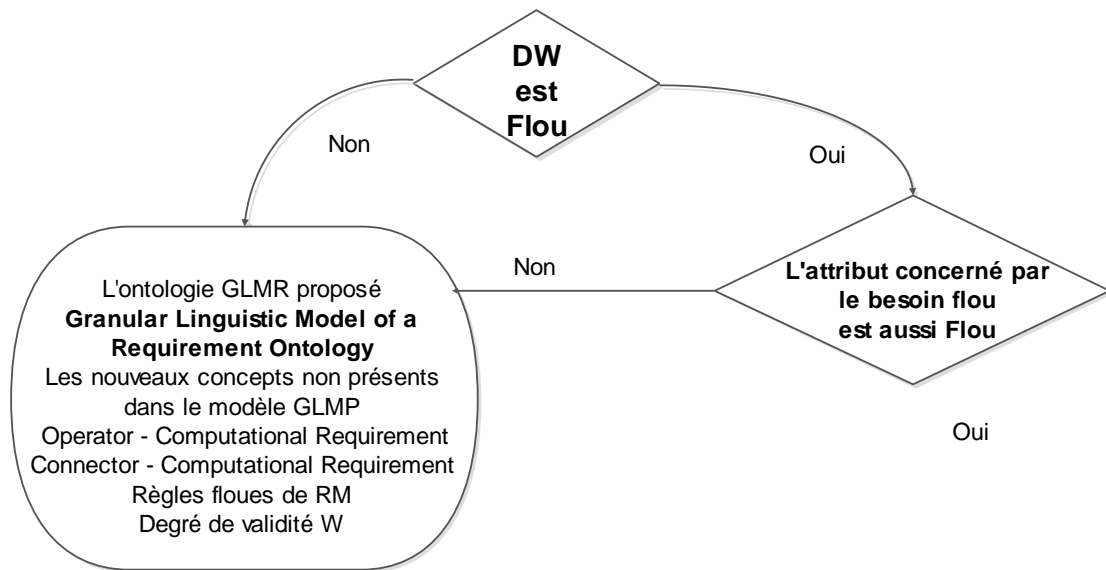 DW
est
Flou
Non
Oui
L'attribut concerné par
le besoin flou
est aussi Flou
Non
L'ontologie GLMR proposé
Granular Linguistic Model of a
Requirement Ontology
Les nouveaux concepts non présents
dans le modèle GLMP
Operator - Computational Requirement
Connector - Computational Requirement
Règles floues de RM
Degré de validité W
Oui